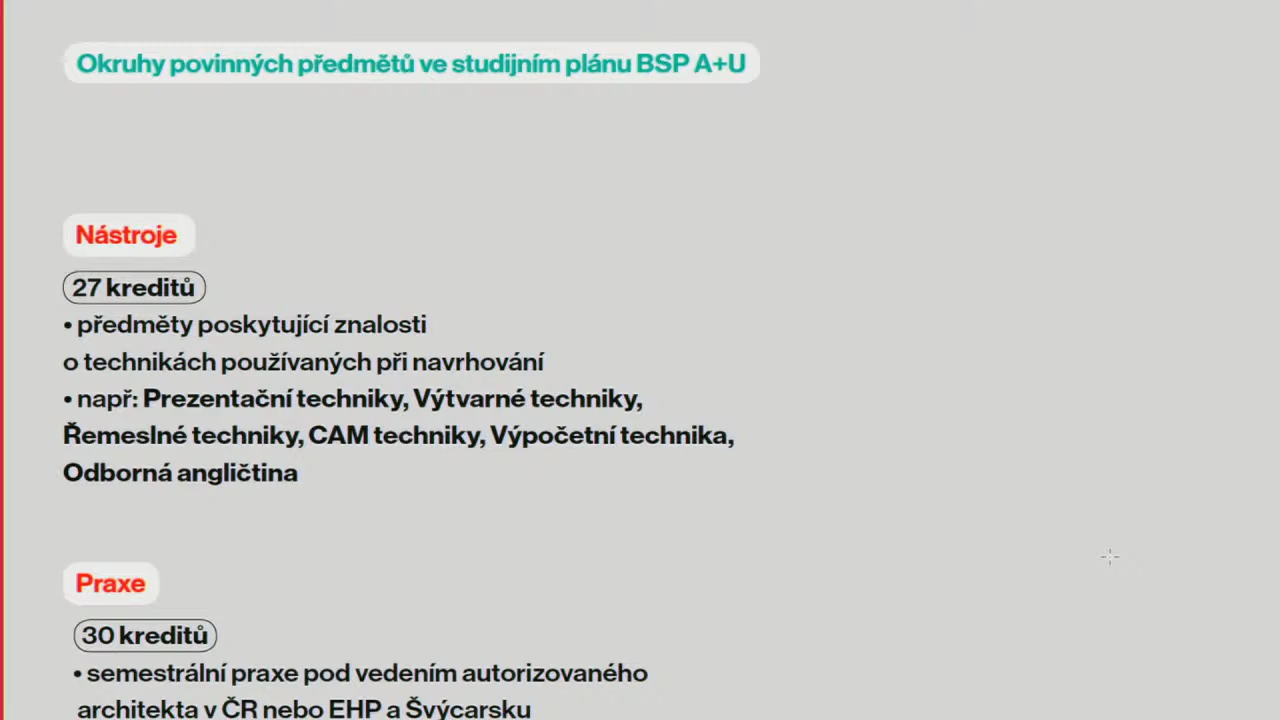 Okruhy povinných předmětů ve studijním plánu BSP A+U
Nástroje
27 kreditů
• předměty poskytující znalosti
o technikách používaných při navrhování
• např: Prezentační techniky, Výtvarné techniky,
Řemeslné techniky, CAM techniky, Výpočetní technika,
Odborná angličtina
Praxe
30 kreditů
• semestrální praxe pod vedením autorizovaného
architekta v ČR nebo EHP a Švýcarsku